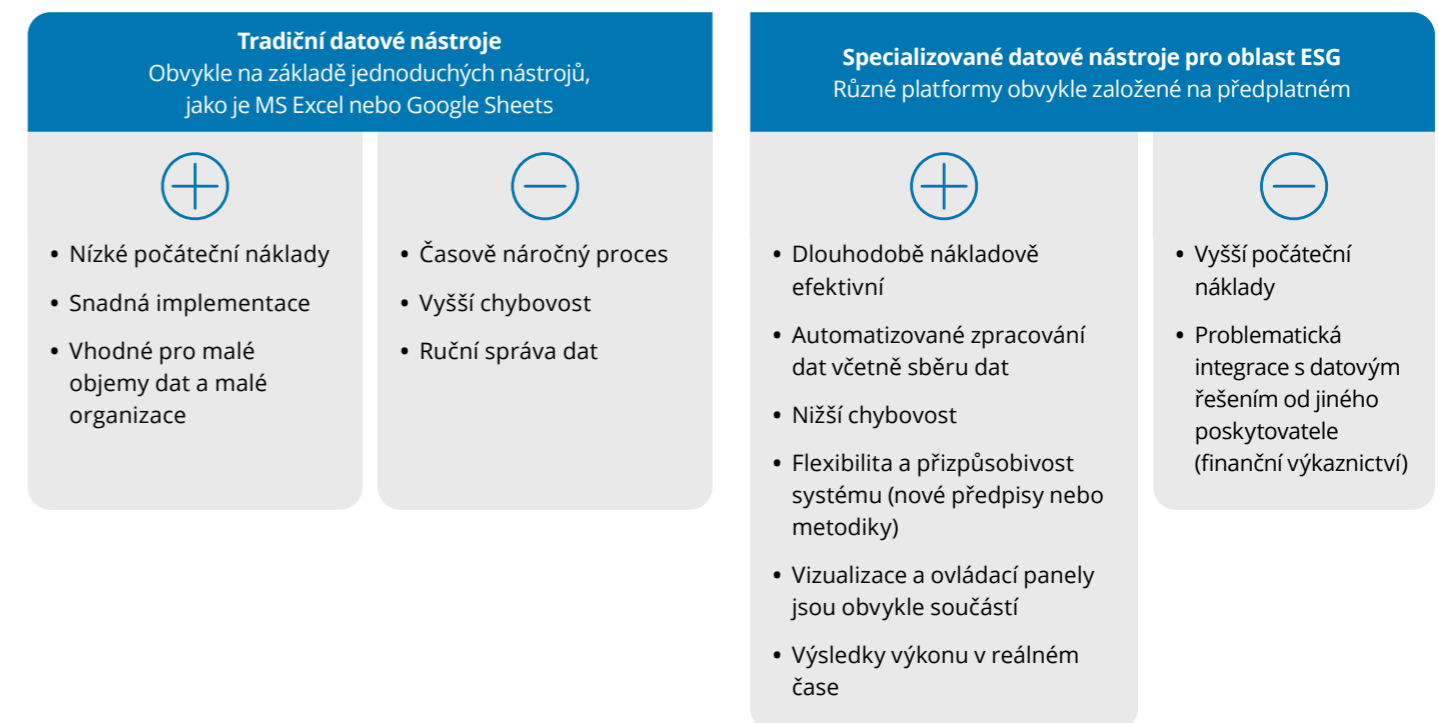 Tradiční datové nástroje
Obvykle na základě jednoduchých nástrojů,
jako je MS Excel nebo Google Sheets
• Nízké počáteční náklady
• Snadná implementace
• Vhodné pro malé
objemy dat a malé
organizace
• Časově náročný proces
• Vyšší chybovost
• Ruční správa dat
Specializované datové nástroje pro oblast ESG
Různé platformy obvykle založené na předplatném
• Dlouhodobě nákladově
efektivní
• Automatizované zpracování
dat včetně sběru dat
• Nižší chybovost
• Flexibilita a přizpůsobivost
systému (nové předpisy nebo
metodiky)
• Vizualizace a ovládací panely
jsou obvykle součástí
• Výsledky výkonu v reálném
čase
• Vyšší počáteční
náklady
• Problematická
integrace s datovým
řešením od jiného
poskytovatele
(finanční výkaznictví)